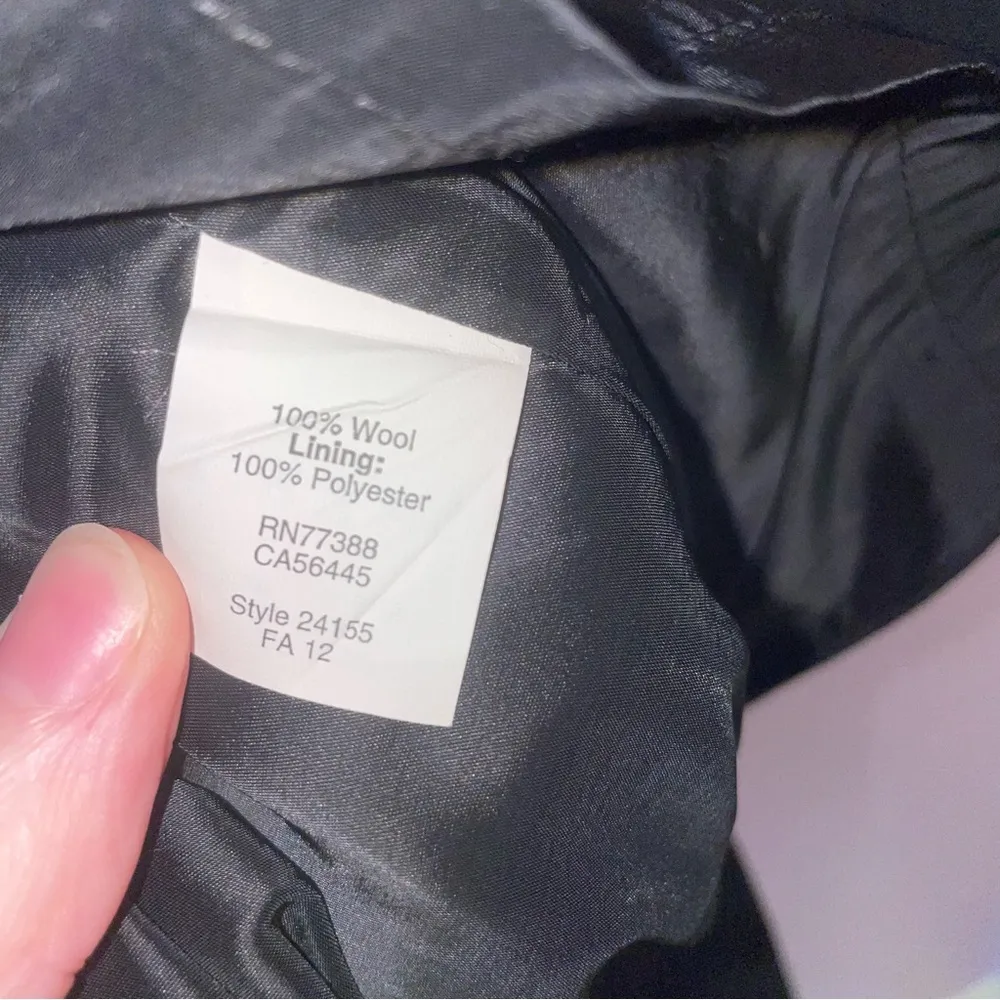 100% Wool
Lining:
100% Polyester
RN77388
CA56445
Style 24155
FA 12